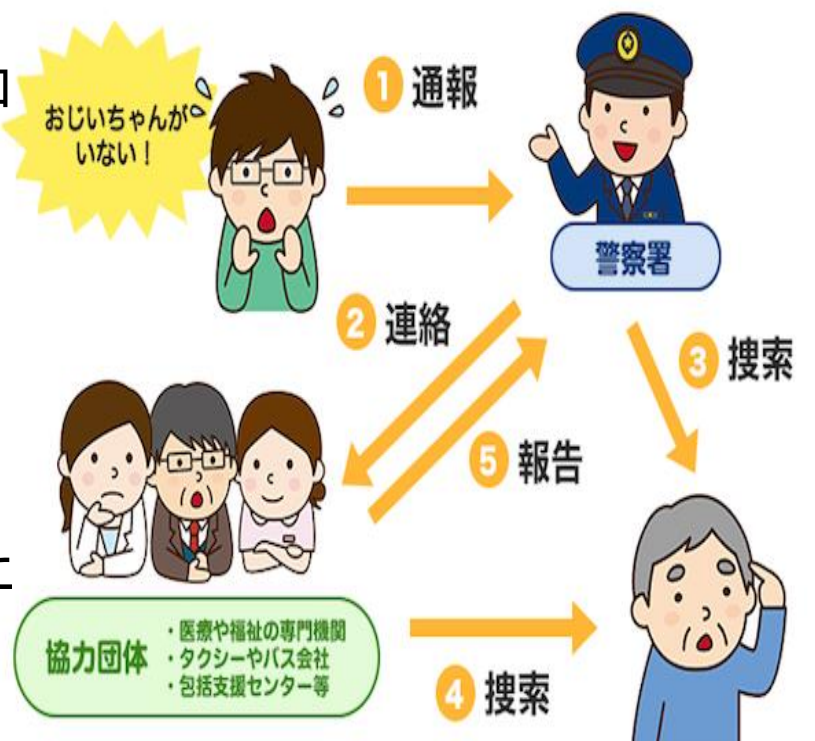 おじいちゃんが
いない！
1 通報
警察署
2 連絡
3 捜索
5 報告
協力団体
・医療や福祉の専門機関
・タクシーやバス会社
・包括支援センター等
4 捜索